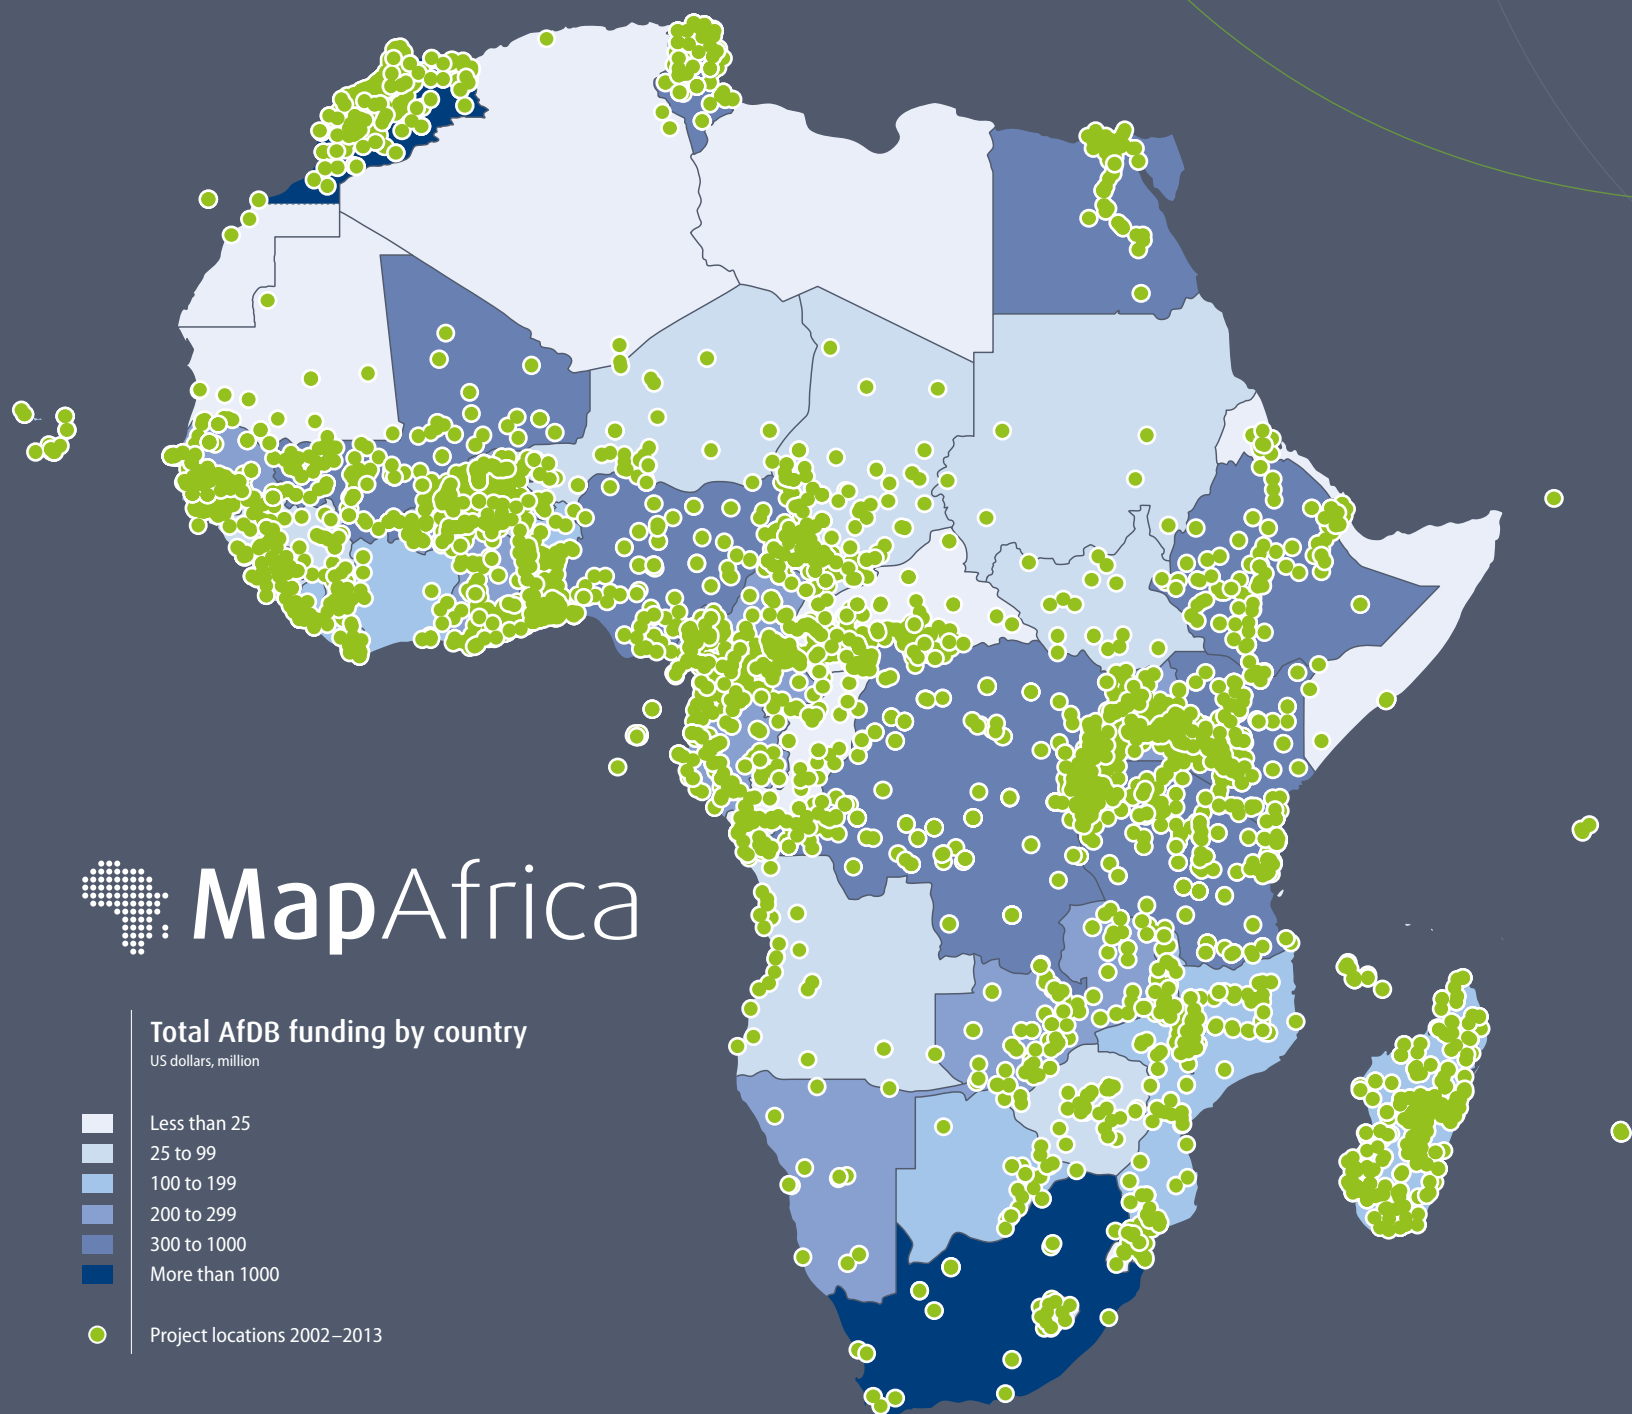 MapAfrica
Total AfDB funding by country
US dollars, million
Less than 25
25 to 99
100 to 199
200 to 299
300 to 1000
More than 1000
Project locations 2002–2013